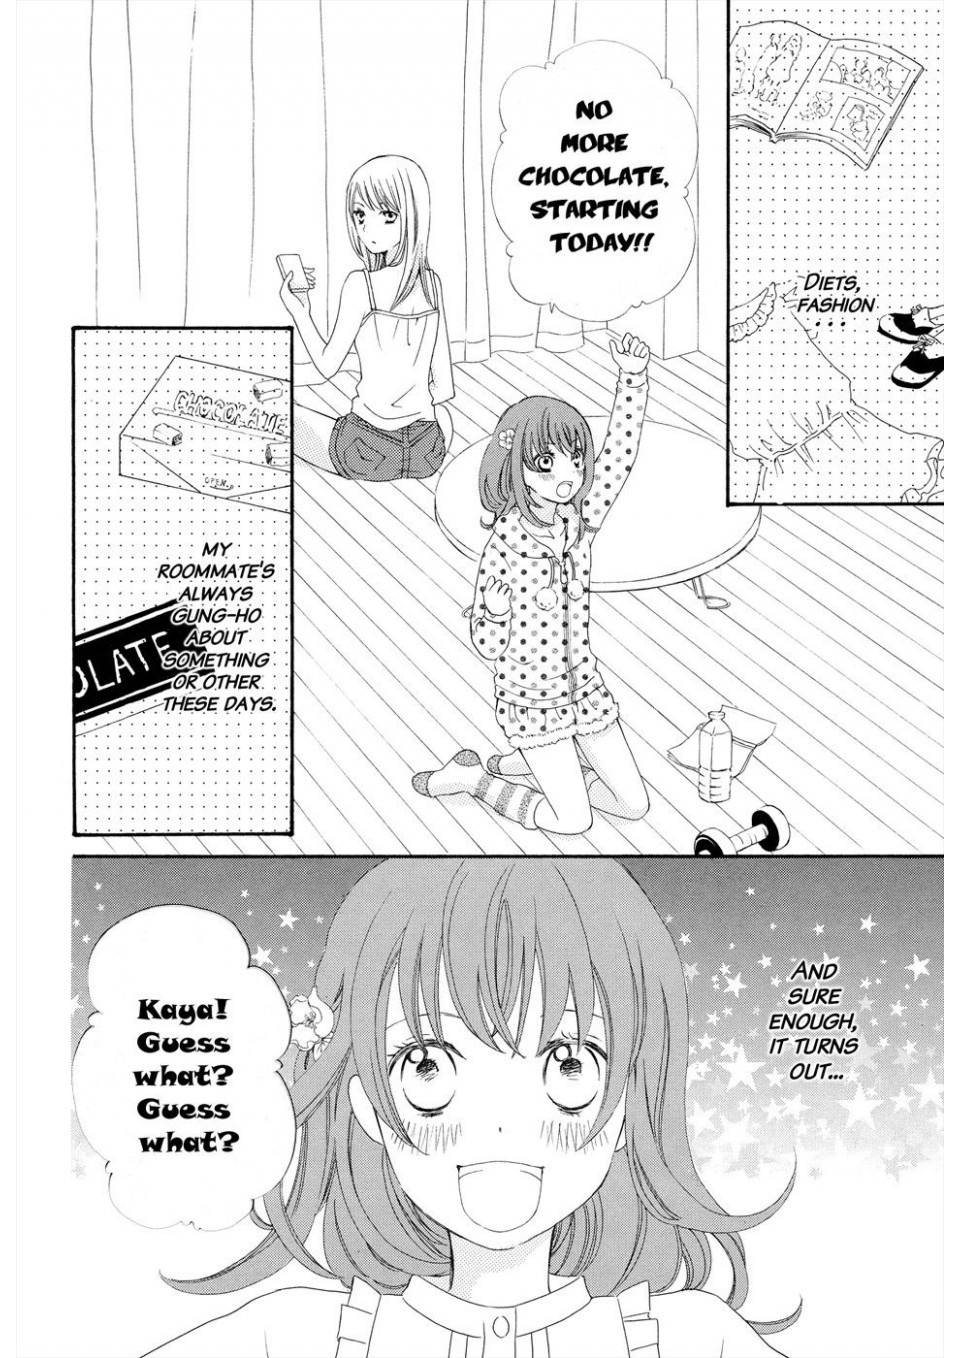 NO
MORE
CHOCOLATE,
STARTING
TODAY!!
DIETS,
FASHION
...
CHOCOLATE
OPEN
MY
ROOMMATE'S
ALWAYS
GUNG-HO
ABOUT
SOMETHING
OR OTHER
THESE DAYS.
OLATE
AND
SURE
ENOUGH,
IT TURNS
OUT...
Kaya!
Guess
what?
Guess
what?